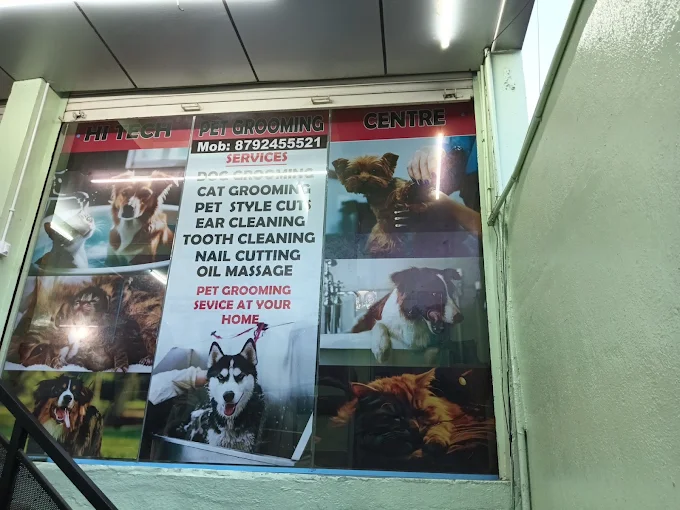 HI TECH PET GROOMING CENTRE
Mob: 8792455521
SERVICES
DOG GROOMING
CAT GROOMING
PET STYLE CUTS
EAR CLEANING
TOOTH CLEANING
NAIL CUTTING
OIL MASSAGE
PET GROOMING
SEVICE AT YOUR
HOME